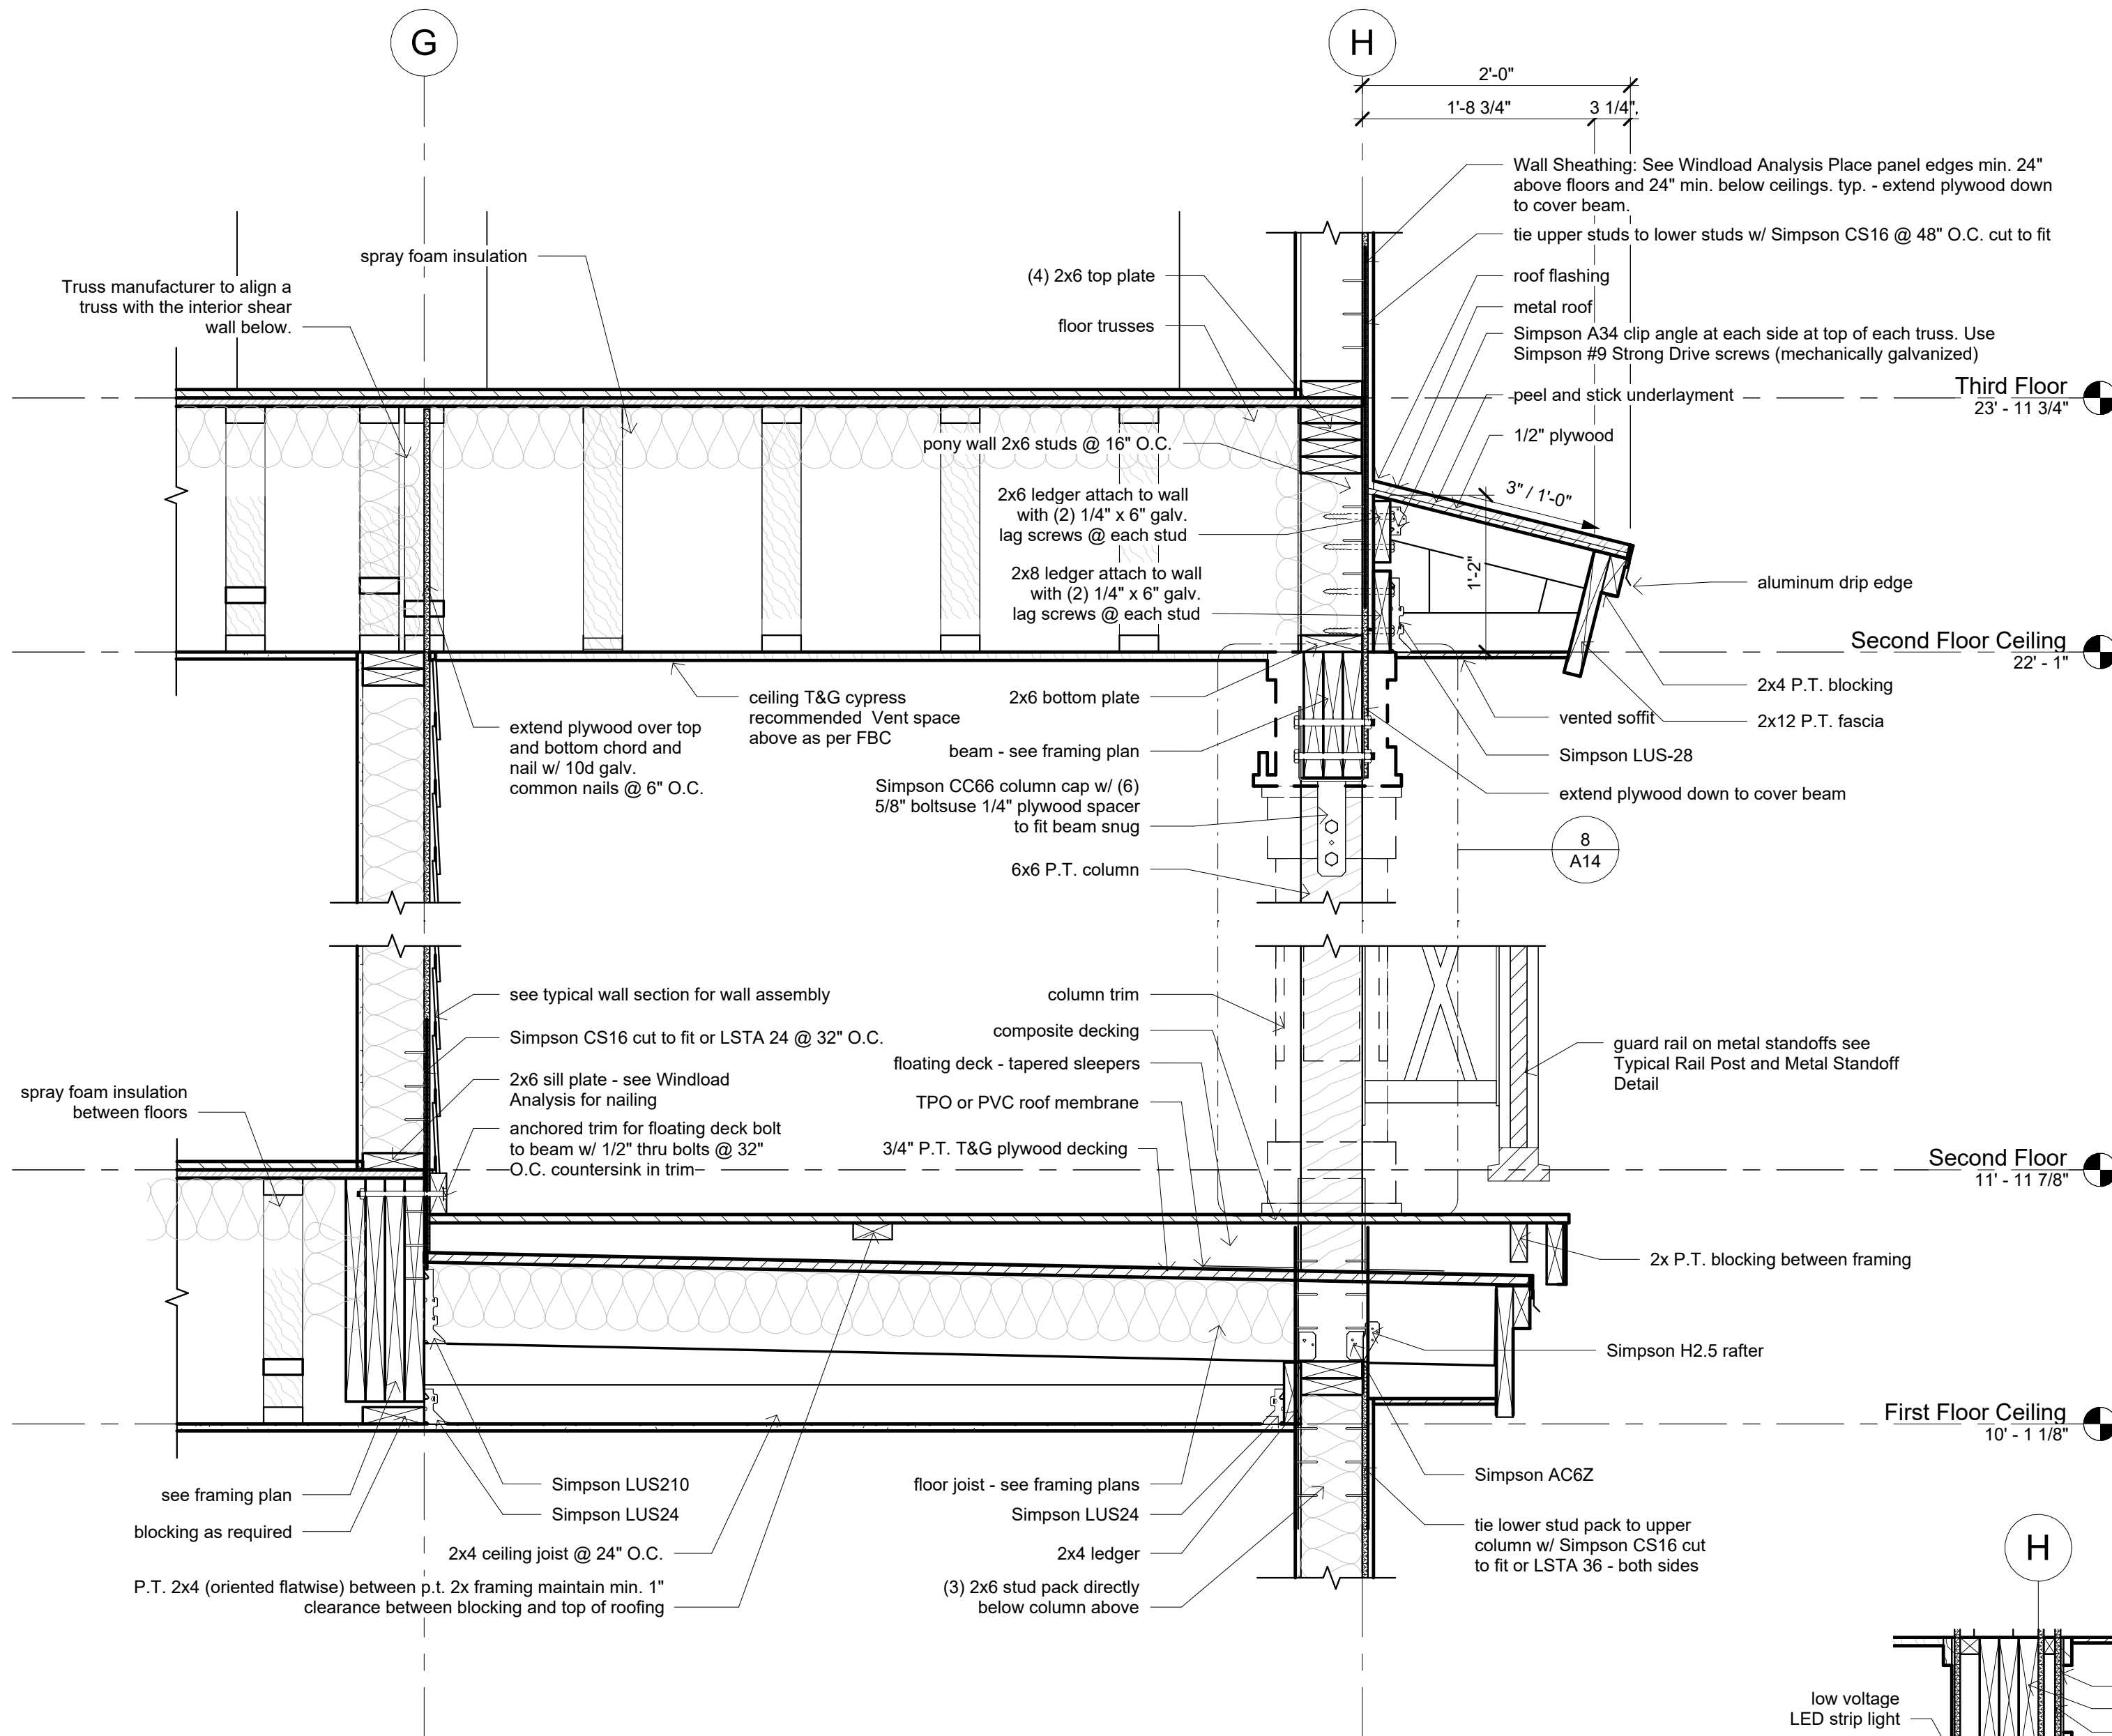 G
H
2'-0"
1'-8 3/4"
3 1/4"
Wall Sheathing: See Windload Analysis Place panel edges min. 24"
above floors and 24" min. below ceilings. typ. - extend plywood down
to cover beam.
tie upper studs to lower studs w/ Simpson CS16 @ 48" O.C. cut to fit
roof flashing
metal roof
Simpson A34 clip angle at each side at top of each truss. Use
Simpson #9 Strong Drive screws (mechanically galvanized)
peel and stick underlayment
1/2" plywood
Third Floor
23' - 11 3/4"
spray foam insulation
Truss manufacturer to align a
truss with the interior shear
wall below.
(4) 2x6 top plate
floor trusses
pony wall 2x6 studs @ 16" O.C.
2x6 ledger attach to wall
with (2) 1/4" x 6" galv.
lag screws @ each stud
2x8 ledger attach to wall
with (2) 1/4" x 6" galv.
lag screws @ each stud
3" / 1'-0"
1'-2"
aluminum drip edge
Second Floor Ceiling
22' - 1"
2x4 P.T. blocking
2x12 P.T. fascia
vented soffit
Simpson LUS-28
extend plywood down to cover beam
8
A14
extend plywood over top
and bottom chord and
nail w/ 10d galv.
common nails @ 6" O.C.
ceiling T&G cypress
recommended Vent space
above as per FBC
2x6 bottom plate
beam - see framing plan
Simpson CC66 column cap w/ (6)
5/8" boltsuse 1/4" plywood spacer
to fit beam snug
6x6 P.T. column
see typical wall section for wall assembly
Simpson CS16 cut to fit or LSTA 24 @ 32" O.C.
2x6 sill plate - see Windload
Analysis for nailing
anchored trim for floating deck bolt
to beam w/ 1/2" thru bolts @ 32"
O.C. countersink in trim
spray foam insulation
between floors
column trim
composite decking
floating deck - tapered sleepers
TPO or PVC roof membrane
3/4" P.T. T&G plywood decking
guard rail on metal standoffs see
Typical Rail Post and Metal Standoff
Detail
Second Floor
11' - 11 7/8"
2x P.T. blocking between framing
Simpson H2.5 rafter
First Floor Ceiling
10' - 1 1/8"
see framing plan
blocking as required
Simpson LUS210
Simpson LUS24
2x4 ceiling joist @ 24" O.C.
P.T. 2x4 (oriented flatwise) between p.t. 2x framing maintain min. 1"
clearance between blocking and top of roofing
floor joist - see framing plans
Simpson LUS24
2x4 ledger
(3) 2x6 stud pack directly
below column above
Simpson AC6Z
tie lower stud pack to upper
column w/ Simpson CS16 cut
to fit or LSTA 36 - both sides
H
low voltage
LED strip light